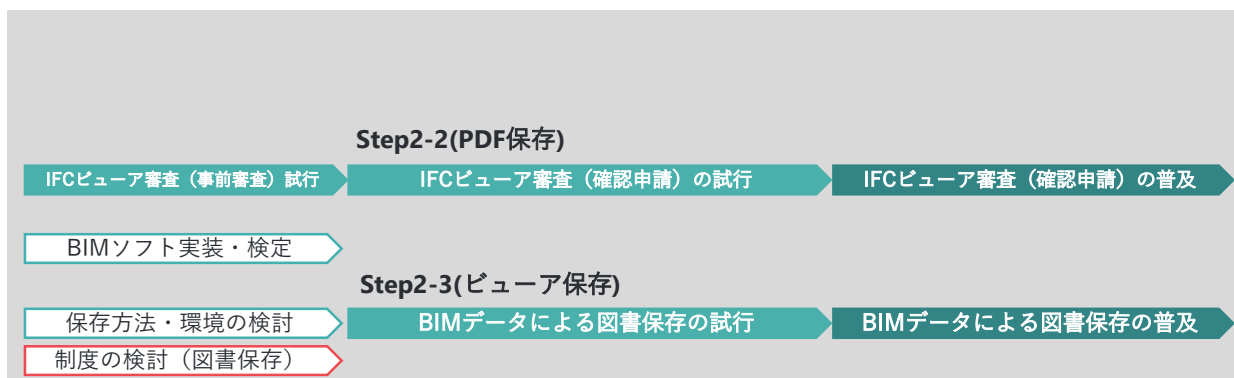 Step2-2(PDF保存)
IFCビューア審査（事前審査）試行
IFCビューア審査（確認申請）の試行
IFCビューア審査（確認申請）の普及
BIMソフト実装・検定
Step2-3(ビューア保存)
保存方法・環境の検討
BIMデータによる図書保存の試行
BIMデータによる図書保存の普及
制度の検討（図書保存）